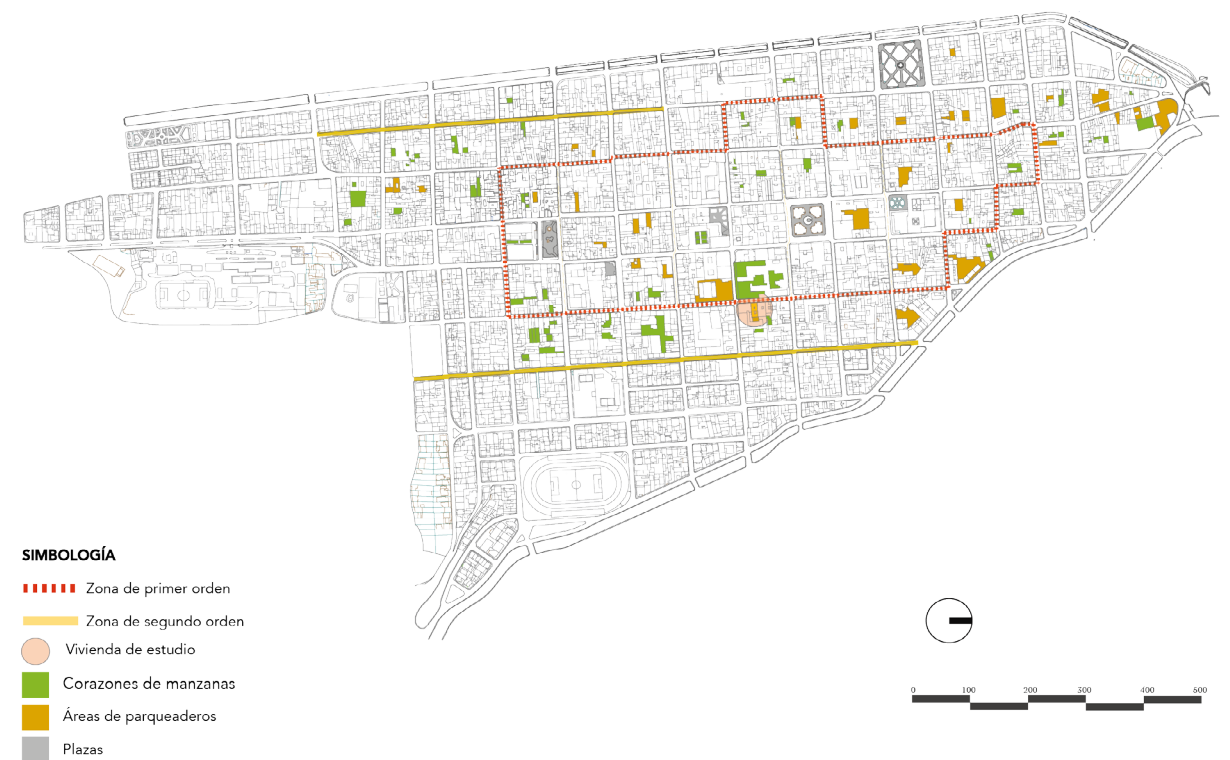 SIMBOLOGÍA
Zona de primer orden
Zona de segundo orden
Vivienda de estudio
Corazones de manzanas
Áreas de parqueaderos
Plazas
0 100 200 300 400 500